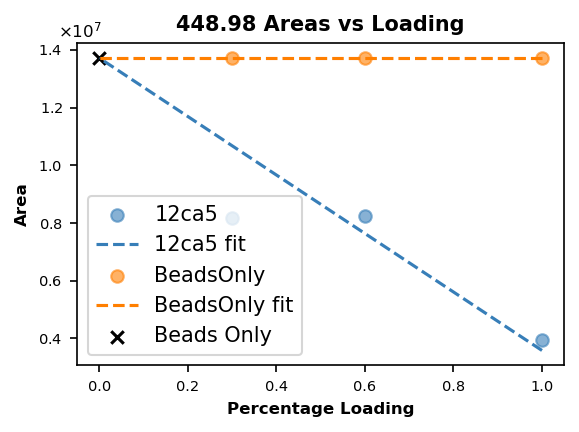 448.98 Areas vs Loading
×10⁷
1.4
1.2
1.0
0.8
0.6
0.4
Area
12ca5
12ca5 fit
BeadsOnly
BeadsOnly fit
Beads Only
0.0 0.2 0.4 0.6 0.8 1.0
Percentage Loading